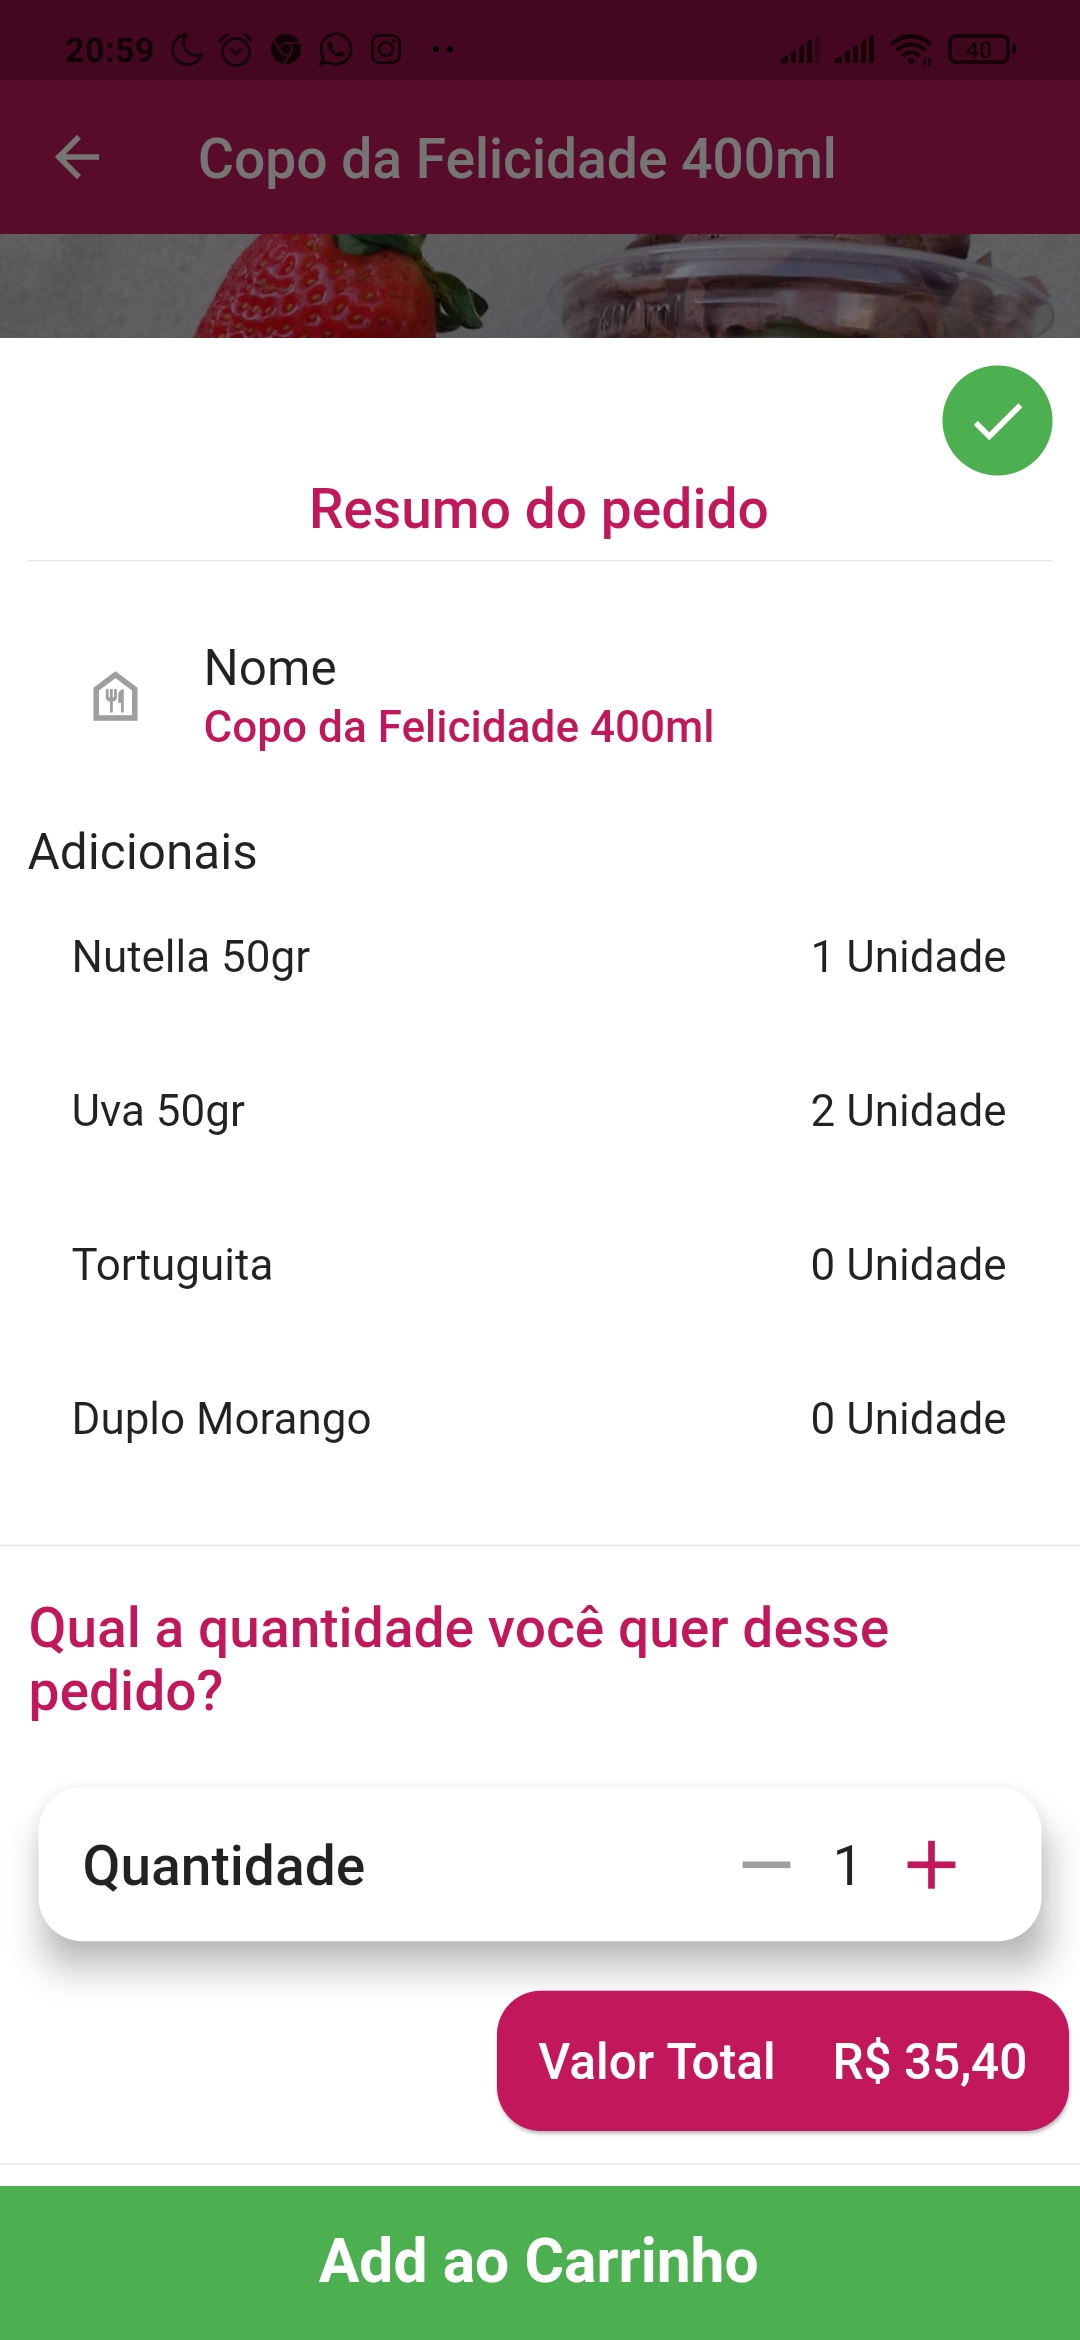 20:59
40
Copo da Felicidade 400ml
400ml
Resumo do pedido
Nome
Copo da Felicidade 400ml
Adicionais
Nutella 50gr 1 Unidade
Uva 50gr 2 Unidade
Tortuguita 0 Unidade
Duplo Morango 0 Unidade
Qual a quantidade você quer desse
pedido?
Quantidade 1
Valor Total R$ 35,40
Add ao Carrinho